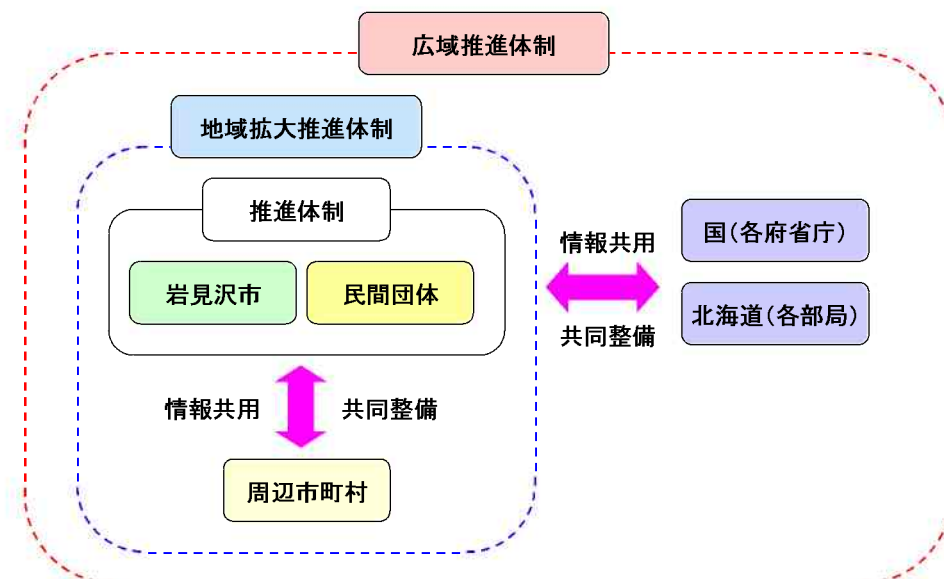 広域推進体制
地域拡大推進体制
推進体制
岩見沢市
民間団体
情報共用
共同整備
周辺市町村
情報共用
共同整備
国(各府省庁)
北海道(各部局)